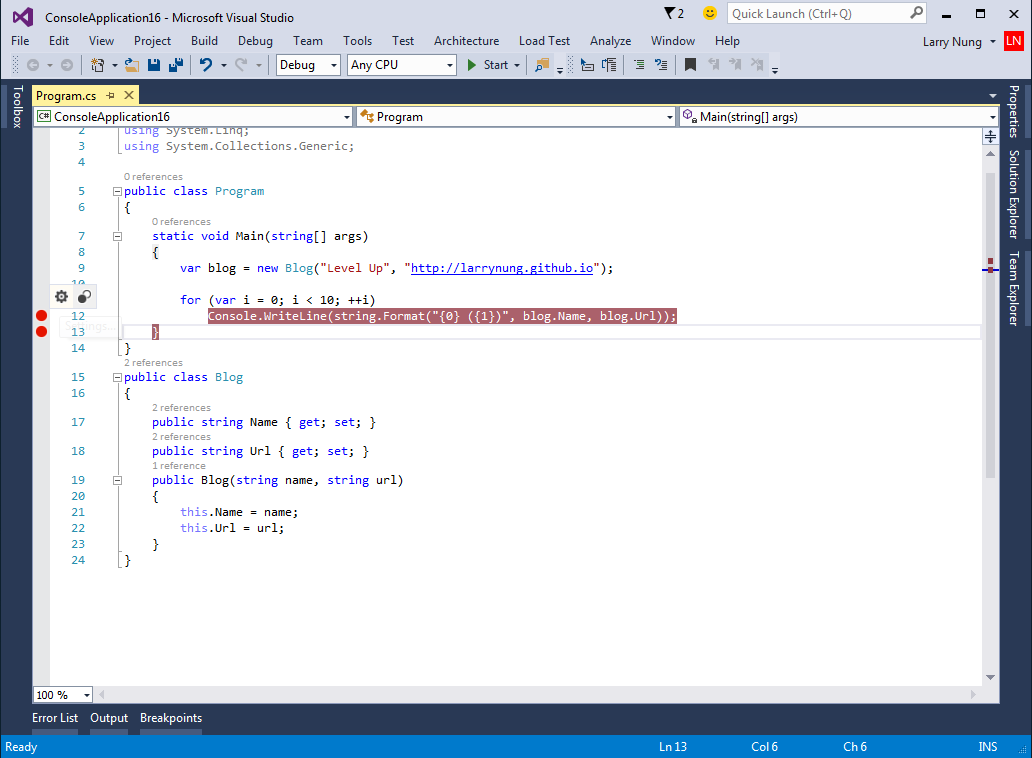 ConsoleApplication16 - Microsoft Visual Studio
2
Quick Launch (Ctrl+Q)
File Edit View Project Build Debug Team Tools Test Architecture Load Test Analyze Window Help
Larry Nung LN
Debug Any CPU Start
Toolbox
Program.cs
ConsoleApplication16 Program Main(string[] args)
2 using System.Linq;
3 using System.Collections.Generic;
4
0 references
5 public class Program
6 {
0 references
7 static void Main(string[] args)
8 {
9 var blog = new Blog("Level Up", "http://larrynung.github.io");
10
for (var i = 0; i < 10; ++i)
12 Console.WriteLine(string.Format("{0} ({1})", blog.Name, blog.Url));
Settings...
13 }
14 }
2 references
15 public class Blog
16 {
2 references
17 public string Name { get; set; }
2 references
18 public string Url { get; set; }
1 reference
19 public Blog(string name, string url)
20 {
21 this.Name = name;
22 this.Url = url;
23 }
24 }
Properties
Solution Explorer
Team Explorer
100 %
Error List Output Breakpoints
Ready Ln 13 Col 6 Ch 6 INS